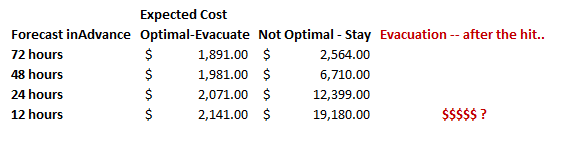 Expected Cost
Forecast inAdvance Optimal-Evacuate Not Optimal - Stay Evacuation -- after the hit..
72 hours $ 1,891.00 $ 2,564.00
48 hours $ 1,981.00 $ 6,710.00
24 hours $ 2,071.00 $ 12,399.00
12 hours $ 2,141.00 $ 19,180.00 $$$$$ ?